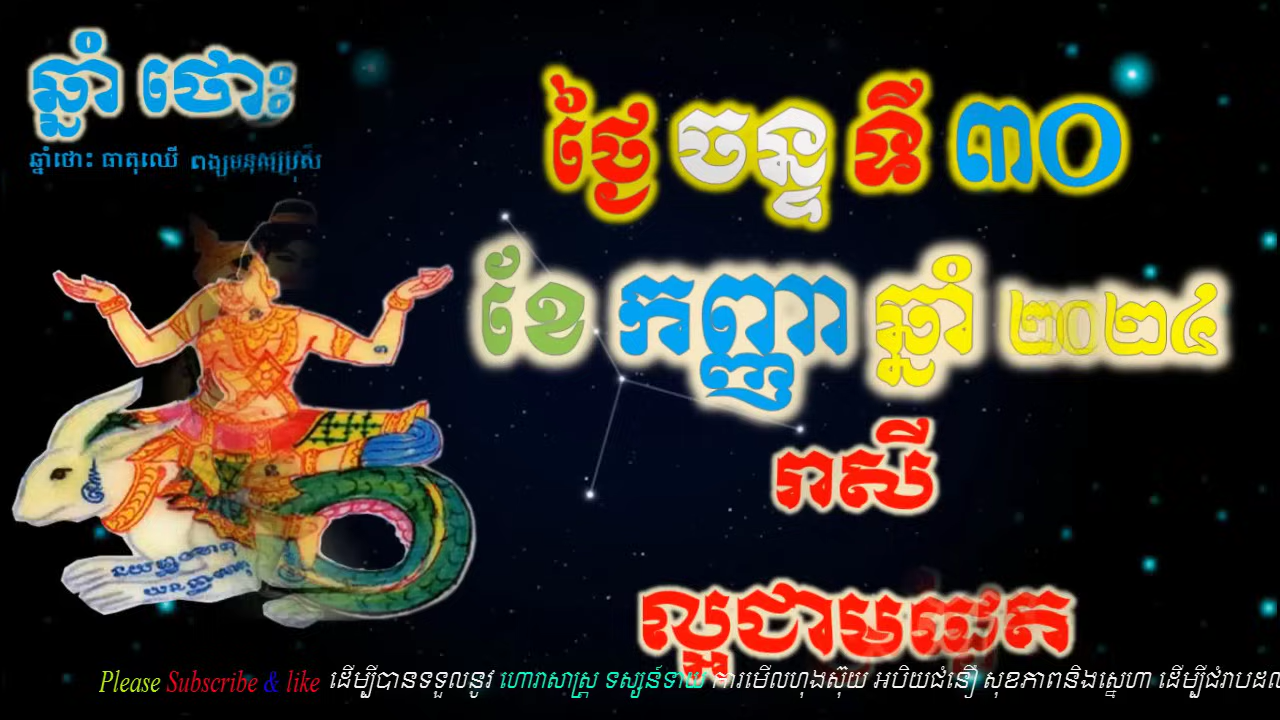 ឆ្នាំ ថោះ
ឆ្នាំថោះ ធាតុឈើ ពង្សមនុស្សប្រុស
ថ្ងៃ ចន្ទ ទី ៣០
ខែ កញ្ញា ឆ្នាំ ២០២៤
រាសី
ល្អជាម
Please Subscribe & like ដើម្បីបានទទួលនូវ ហោរាសាស្ត្រ ទស្សន៍ទាយ ការមើលហុងស៊ុយ អបិយជំនឿ សុខភាពនិងស្នេហា ដើម្បីជំរាបដល់